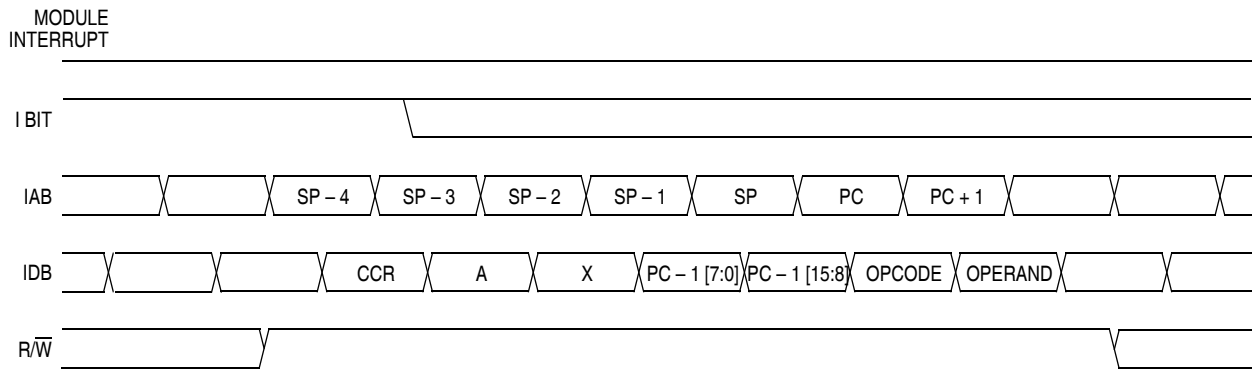 MODULE
INTERRUPT
I BIT
IAB SP – 4 SP – 3 SP – 2 SP – 1 SP PC PC + 1
IDB CCR A X PC – 1 [7:0] PC – 1 [15:8] OPCODE OPERAND
R/W̅